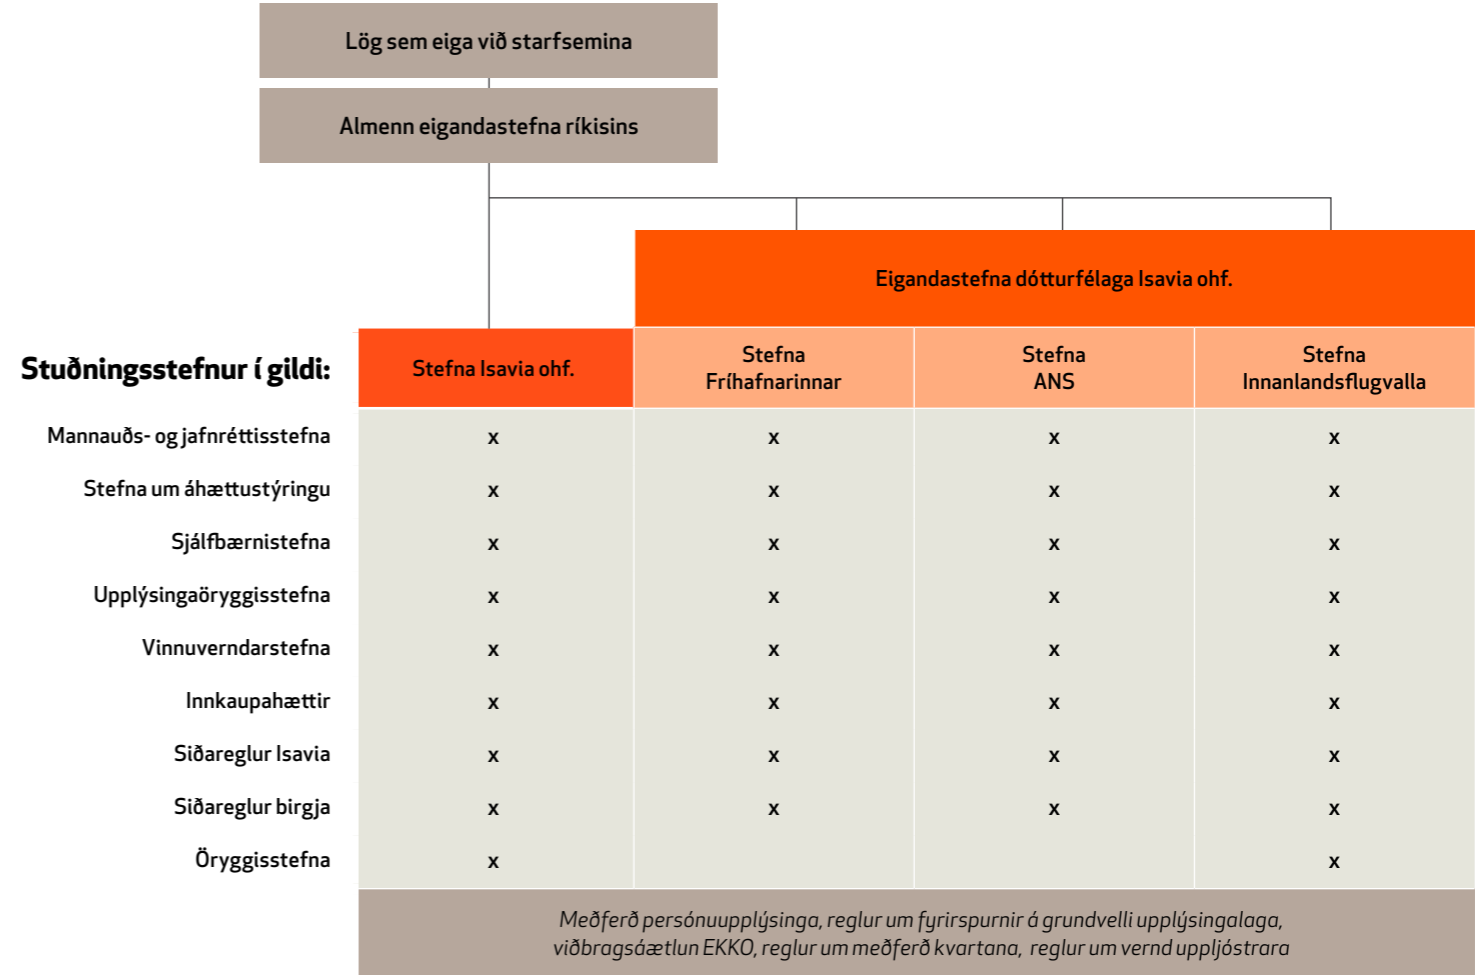 Lög sem eiga við starfsemina
Almenn eigandastefna ríkisins
Eigandastefna dótturfélaga Isavia ohf.
Stuðningsstefnur í gildi:
Stefna Isavia ohf.
Stefna
Fríhafnarinnar
Stefna
ANS
Stefna
Innanlandsflugvalla
Mannauðs- og jafnréttisstefna x x x x
Stefna um áhættustýringu x x x x
Sjálfbærnistefna x x x x
Upplýsingaöryggisstefna x x x x
Vinnuverndarstefna x x x x
Innkaupahættir x x x x
Siðareglur Isavia x x x x
Siðareglur birgja x x x x
Öryggisstefna x x
Meðferð persónuupplýsinga, reglur um fyrirspurnir á grundvelli upplýsingalaga,
viðbragsáætlun EKKO, reglur um meðferð kvartana, reglur um vernd uppljóstrara